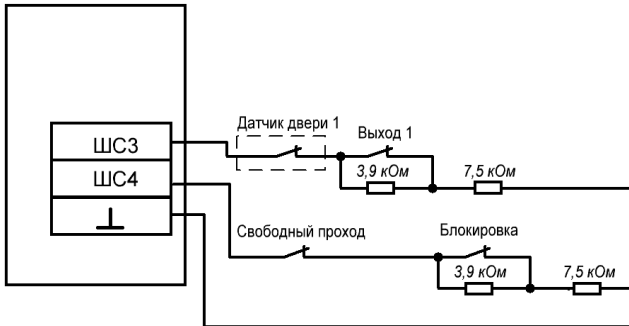 Датчик двери 1
Выход 1
ШС3
3,9 кОм
7,5 кОм
ШС4
Свободный проход
Блокировка
3,9 кОм
7,5 кОм